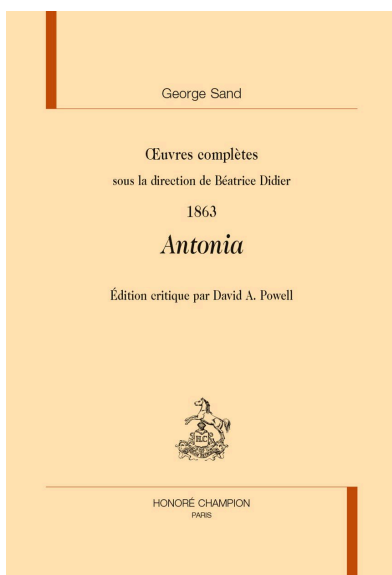 George Sand
Œuvres complètes
sous la direction de Béatrice Didier
1863
Antonia
Édition critique par David A. Powell
H.C
HONORÉ CHAMPION
PARIS